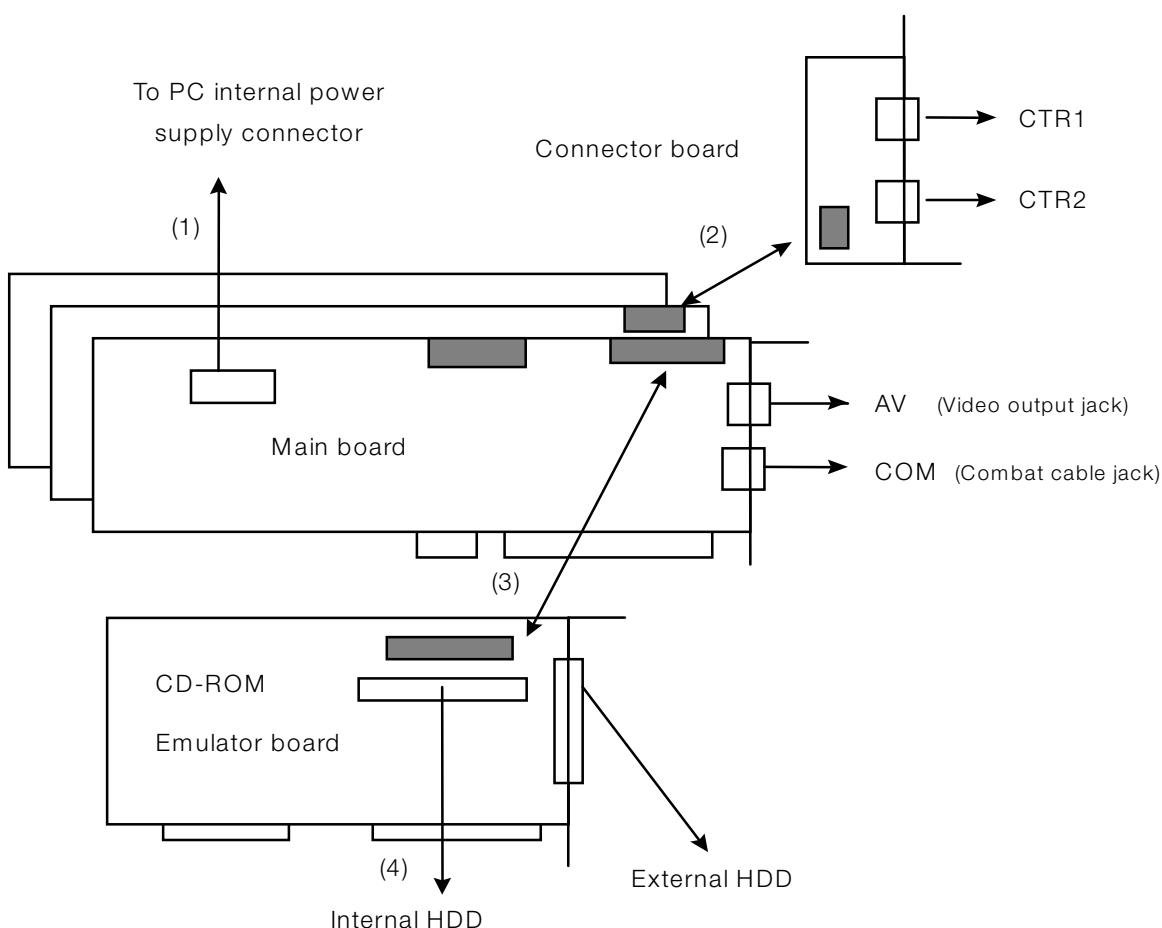 To PC internal power
supply connector
Connector board
CTR1
CTR2
(1)
(2)
AV (Video output jack)
Main board
COM (Combat cable jack)
(3)
CD-ROM
Emulator board
(4)
External HDD
Internal HDD